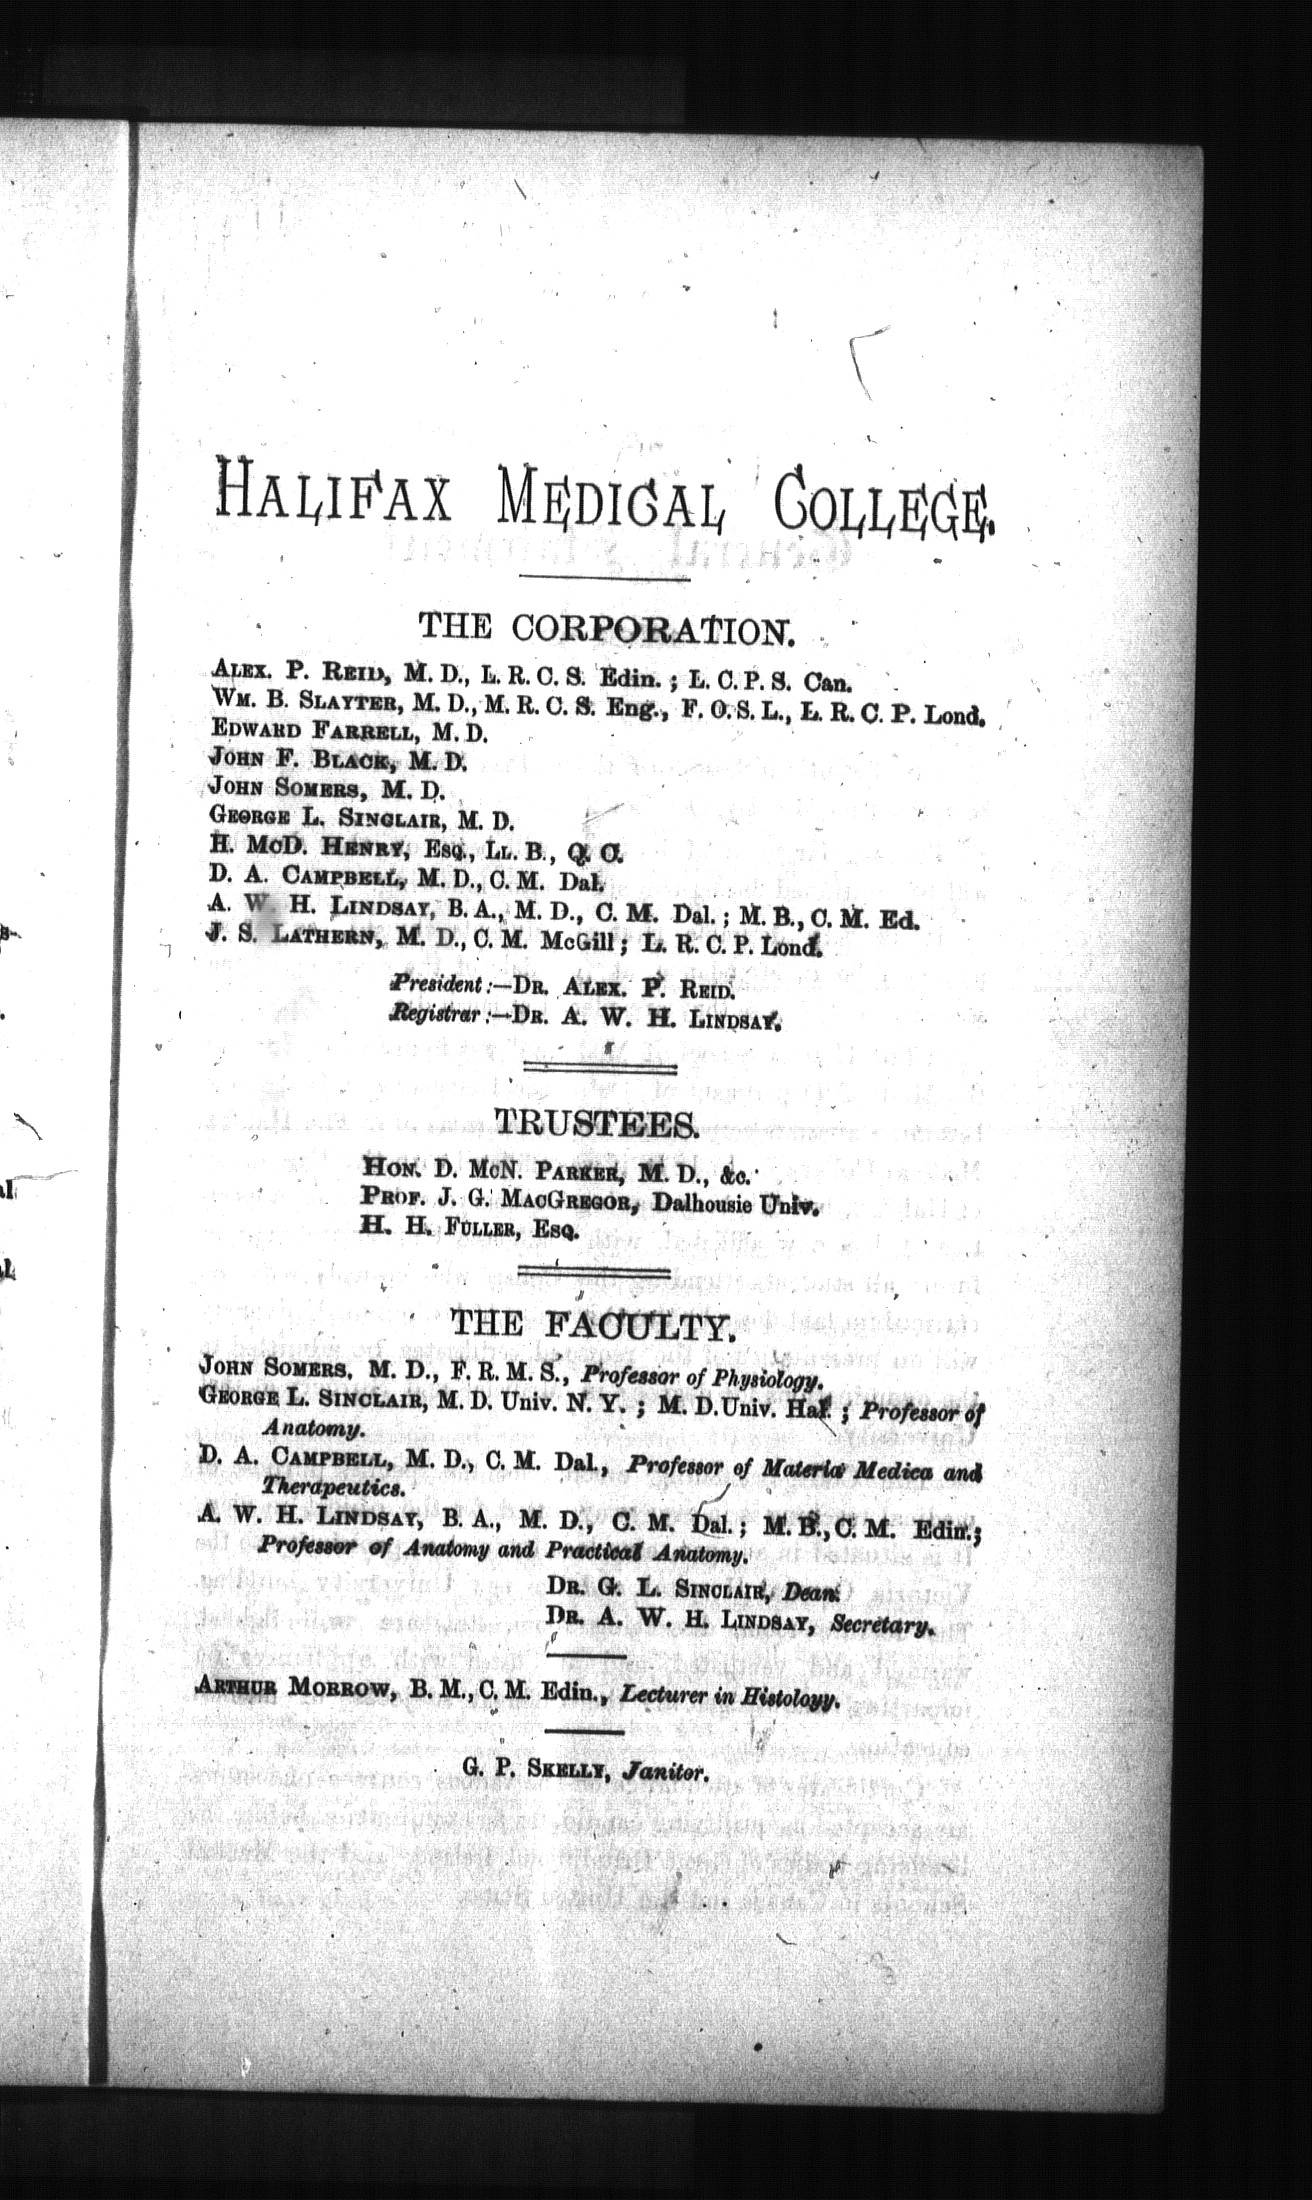 HALIFAX MEDICAL COLLEGE.
THE CORPORATION.
ALEX. P. REID, M. D., L. R. C. S. Edin. ; L. C. P. S. Can.
WM. B. SLAYTER, M. D., M. R. C. S. Eng., F. O. S. L., L. R. C. P. Lond.
EDWARD FARRELL, M. D.
JOHN F. BLACK, M. D.
JOHN SOMERS, M. D.
GEORGE L. SINCLAIR, M. D.
H. MCD. HENRY, ESQ., LL. B., Q. C.
D. A. CAMPBELL, M. D., C. M. Dal.
A. W. H. LINDSAY, B. A., M. D., C. M. Dal. ; M. B., C. M. Ed.
J. S. LATHERN, M. D., C. M. McGill ; L. R. C. P. Lond.
President :—DR. ALEX. P. REID.
Registrar :—DR. A. W. H. LINDSAY.
TRUSTEES.
HON. D. MCN. PARKER, M. D., &c.
PROF. J. G. MACGREGOR, Dalhousie Univ.
H. H. FULLER, ESQ.
THE FACULTY.
JOHN SOMERS, M. D., F. R. M. S., Professor of Physiology.
GEORGE L. SINCLAIR, M. D. Univ. N. Y. ; M. D. Univ. Hal. ; Professor of
Anatomy.
D. A. CAMPBELL, M. D., C. M. Dal., Professor of Materia Medica and
Therapeutics.
A. W. H. LINDSAY, B. A., M. D., C. M. Dal. ; M. B., C. M. Edin. ;
Professor of Anatomy and Practical Anatomy.
DR. G. L. SINCLAIR, Dean.
DR. A. W. H. LINDSAY, Secretary.
ARTHUR MORROW, B. M., C. M. Edin., Lecturer in Histology.
G. P. SKELLY, Janitor.